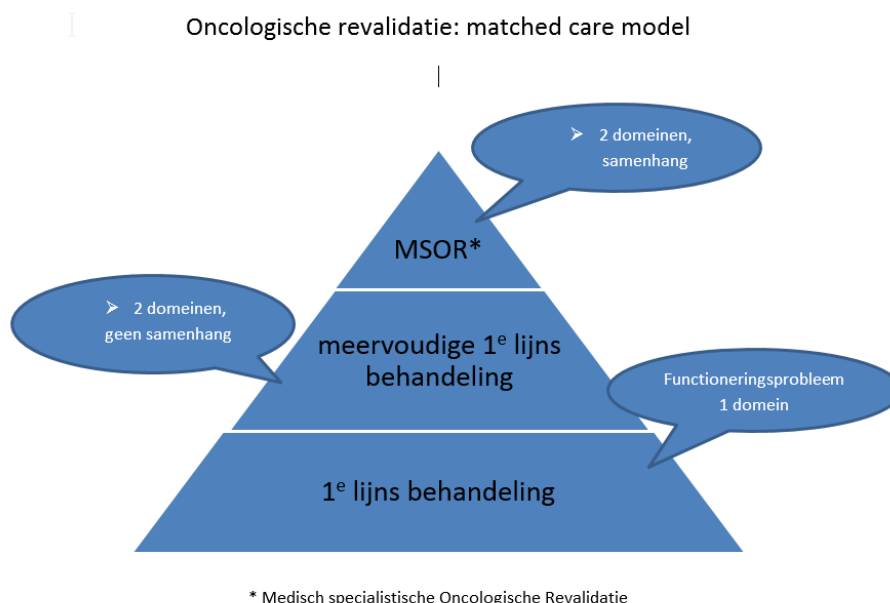 Oncologische revalidatie: matched care model
➢ 2 domeinen,
samenhang
MSOR*
➢ 2 domeinen,
geen samenhang
meervoudige 1ᵉ lijns
behandeling
Functioneringsprobleem
1 domein
1ᵉ lijns behandeling
* Medisch specialistische Oncologische Revalidatie